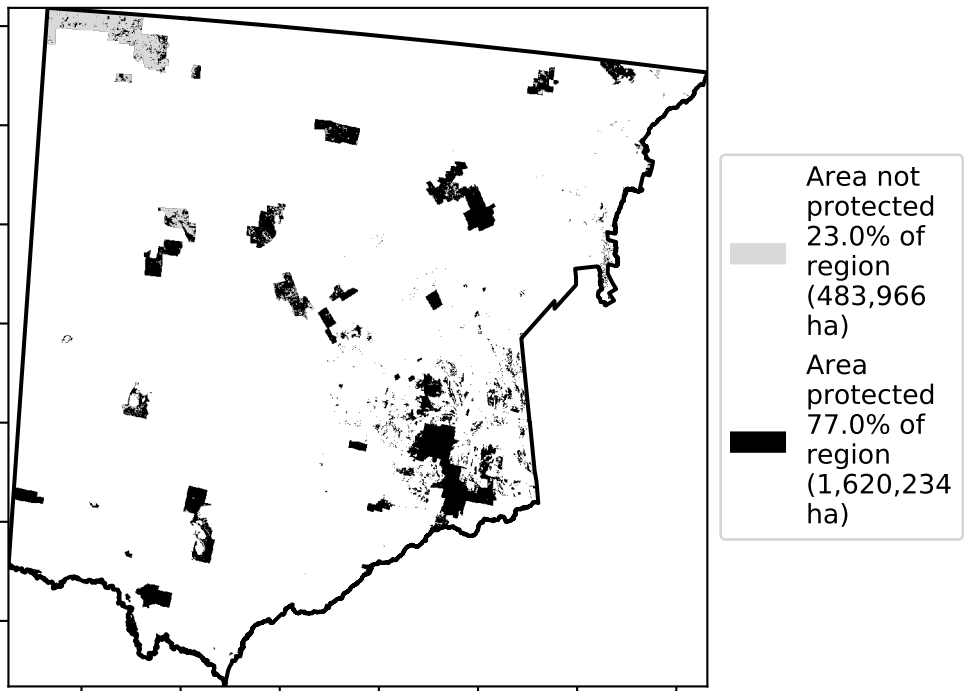 Area not
protected
23.0% of
region
(483,966
ha)
Area
protected
77.0% of
region
(1,620,234
ha)